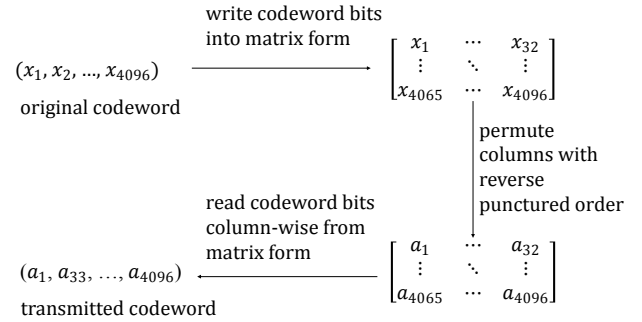 write codeword bits
into matrix form
(x₁, x₂, ..., x₄₀₉₆)
original codeword
[x₁ ⋯ x₃₂
⋮ ⋱ ⋮
x₄₀₆₅ ⋯ x₄₀₉₆]
permute
columns with
reverse
punctured order
read codeword bits
column-wise from
matrix form
(a₁, a₃₃, ..., a₄₀₉₆)
transmitted codeword
[a₁ ⋯ a₃₂
⋮ ⋱ ⋮
a₄₀₆₅ ⋯ a₄₀₉₆]